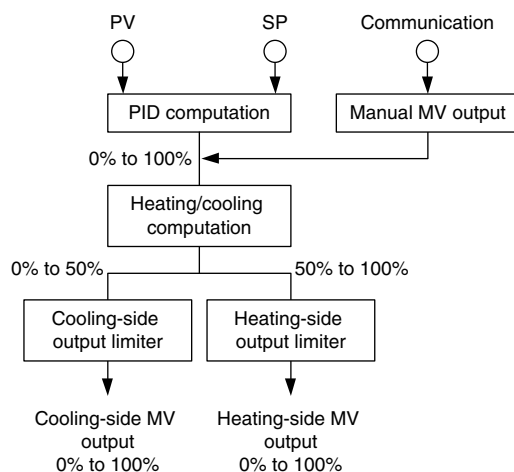 PV
SP
Communication
PID computation
Manual MV output
0% to 100%
Heating/cooling
computation
0% to 50%
50% to 100%
Cooling-side
output limiter
Heating-side
output limiter
Cooling-side MV
output
0% to 100%
Heating-side MV
output
0% to 100%